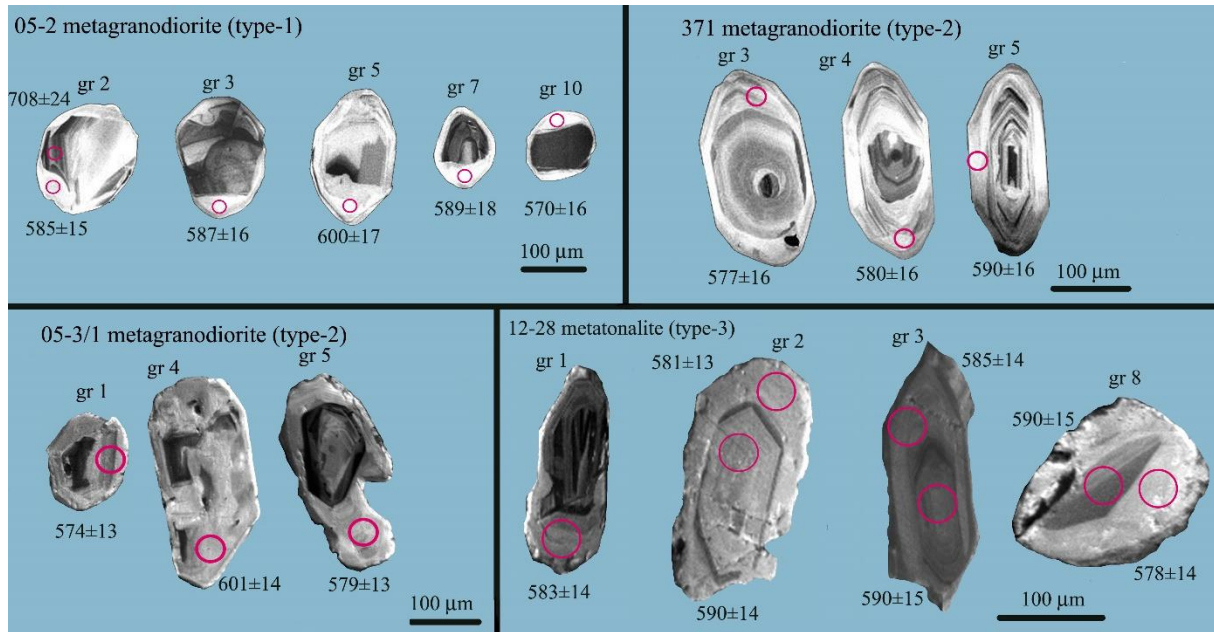 05-2 metagranodiorite (type-1)
gr 2
gr 3
gr 5
gr 7
gr 10
708±24
585±15
587±16
600±17
589±18
570±16
100 μm
371 metagranodiorite (type-2)
gr 3
gr 4
gr 5
577±16
580±16
590±16
100 μm
05-3/1 metagranodiorite (type-2)
gr 1
gr 4
gr 5
574±13
601±14
579±13
100 μm
12-28 metatonalite (type-3)
gr 1
581±13
gr 2
gr 3
585±14
gr 8
590±15
583±14
590±14
590±15
578±14
100 μm